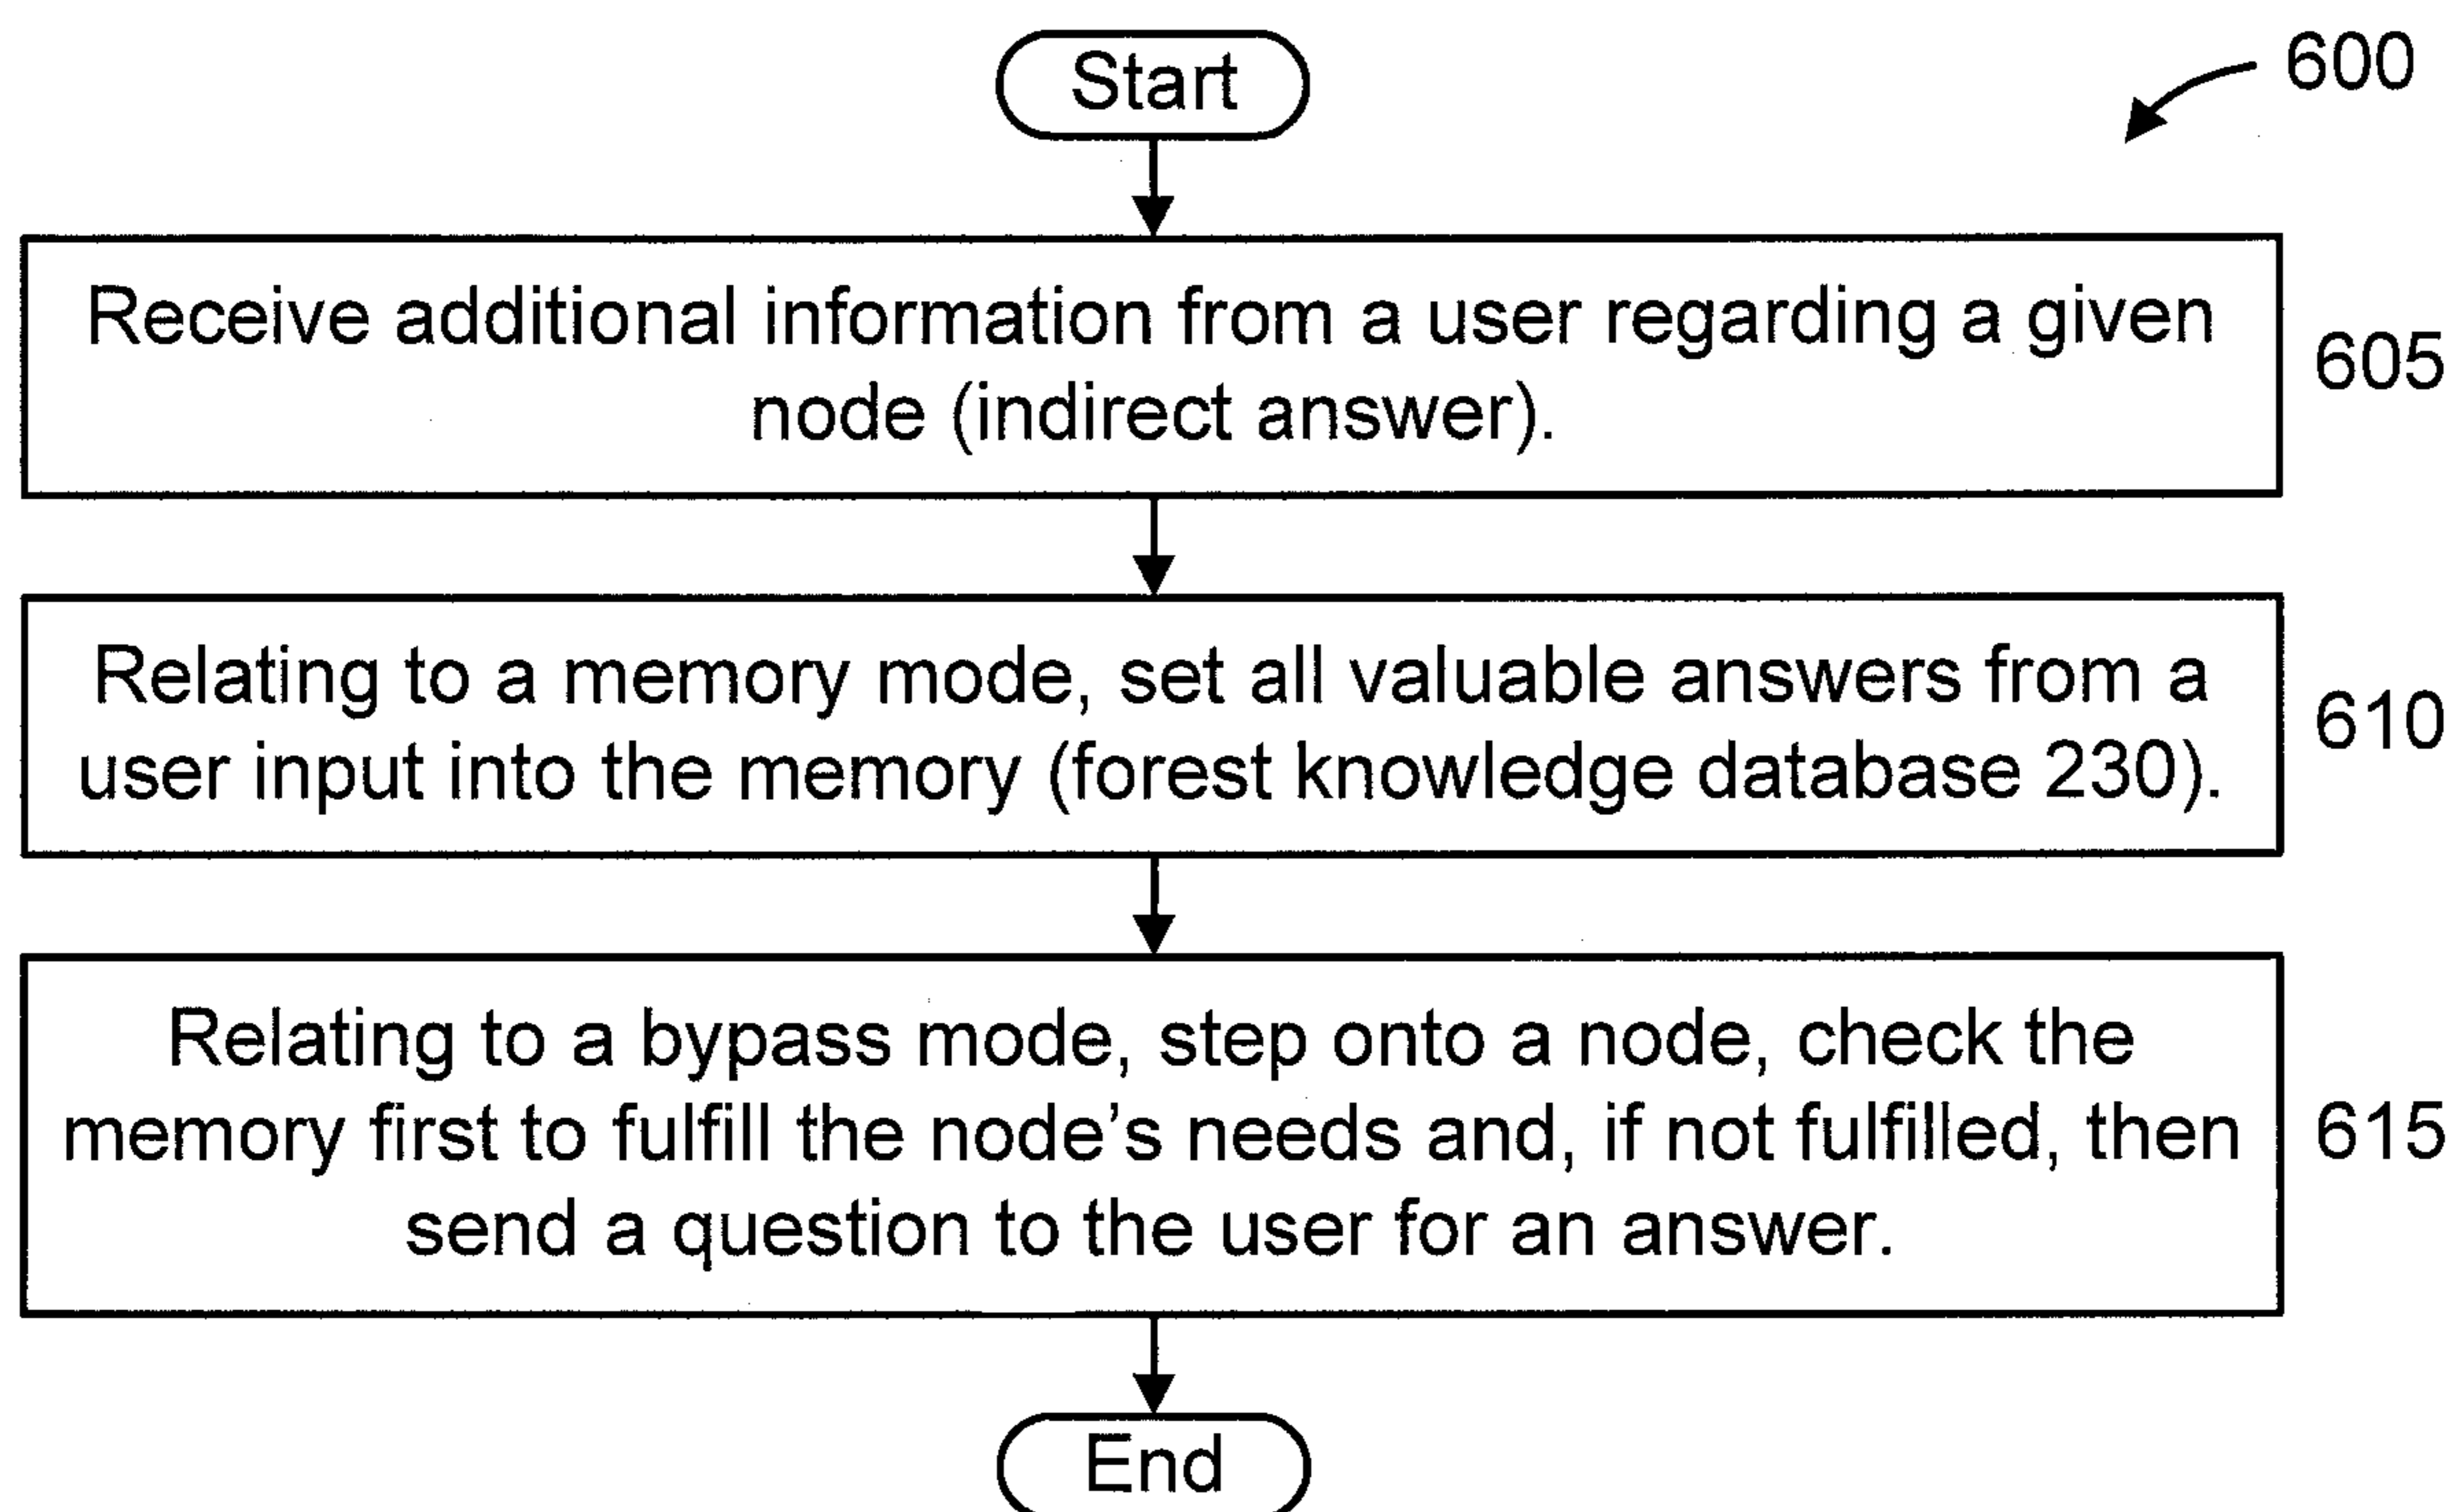 Start
600
Receive additional information from a user regarding a given
node (indirect answer).
605
Relating to a memory mode, set all valuable answers from a
user input into the memory (forest knowledge database 230).
610
Relating to a bypass mode, step onto a node, check the
memory first to fulfill the node's needs and, if not fulfilled, then
send a question to the user for an answer.
615
End